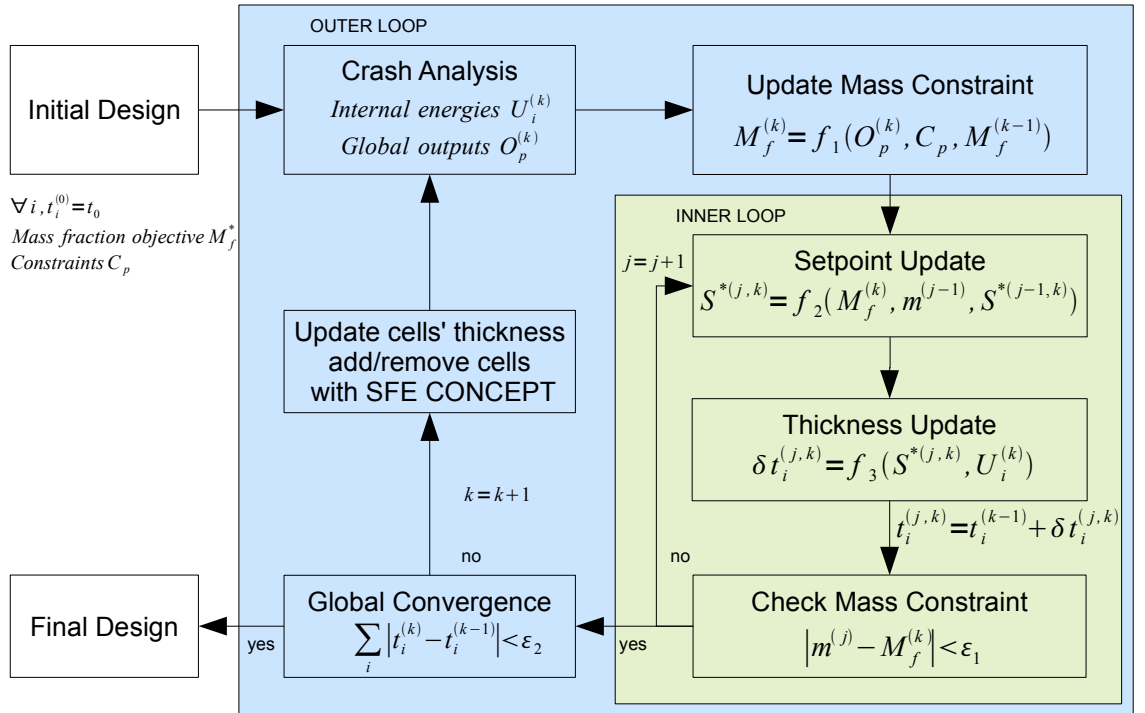 OUTER LOOP
Initial Design
∀ i, t_i^{(0)} = t_0
Mass fraction objective M_f^*
Constraints C_p
Crash Analysis
Internal energies U_i^{(k)}
Global outputs O_p^{(k)}
Update Mass Constraint
M_f^{(k)} = f_1(O_p^{(k)}, C_p, M_f^{(k-1)})
INNER LOOP
j = j+1
Setpoint Update
S^{*(j,k)} = f_2(M_f^{(k)}, m^{(j-1)}, S^{*(j-1,k)})
Thickness Update
δ t_i^{(j,k)} = f_3(S^{*(j,k)}, U_i^{(k)})
t_i^{(j,k)} = t_i^{(k-1)} + δ t_i^{(j,k)}
no
Check Mass Constraint
|m^{(j)} − M_f^{(k)}| < ε_1
yes
Global Convergence
∑_i |t_i^{(k)} − t_i^{(k-1)}| < ε_2
no
k = k+1
Update cells' thickness
add/remove cells
with SFE CONCEPT
yes
Final Design